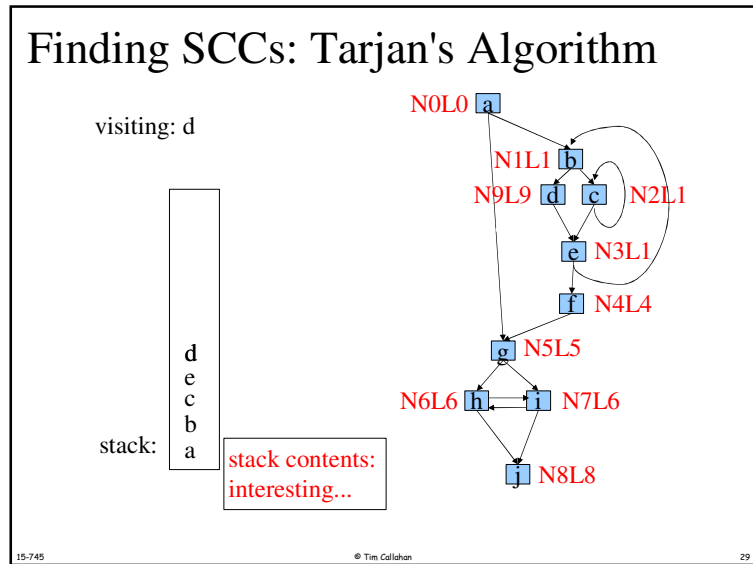 Finding SCCs: Tarjan's Algorithm
visiting: d
N0L0 a
N1L1 b
N9L9 d c N2L1
e N3L1
f N4L4
g N5L5
N6L6 h i N7L6
j N8L8
d
e
c
b
stack: a
stack contents:
interesting...
15-745 © Tim Callahan 29